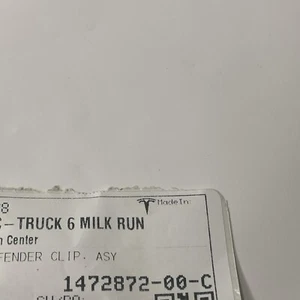 8
Made In:
- TRUCK 6 MILK RUN
Center
FENDER CLIP, ASY
1472872-00-C